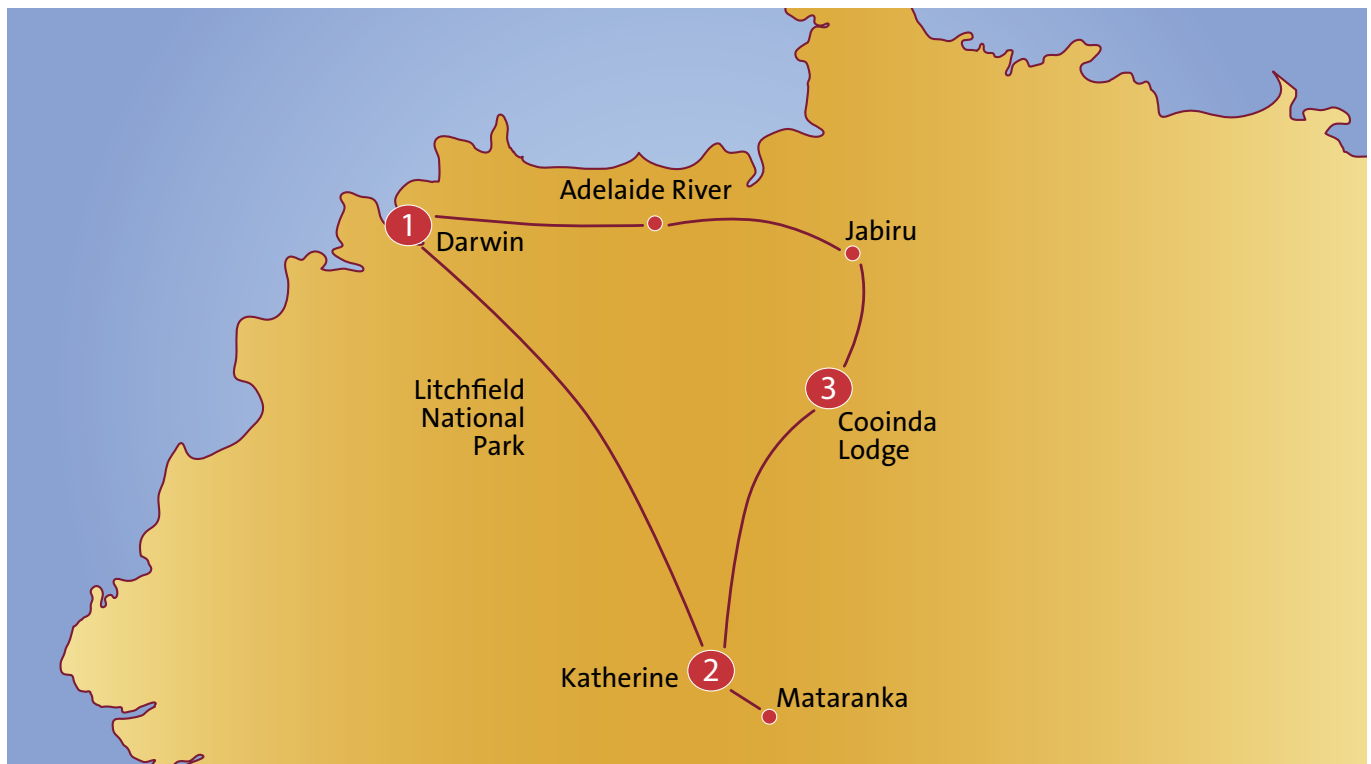 Adelaide River
1
Darwin
Jabiru
Litchfield
National
Park
3
Cooinda
Lodge
Katherine
2
Mataranka